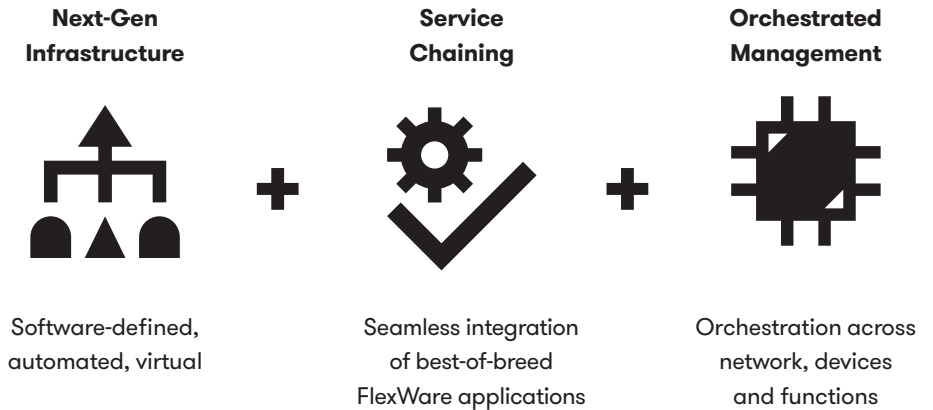 Next-Gen
Infrastructure
Service
Chaining
Orchestrated
Management
+
+
Software-defined,
automated, virtual
Seamless integration
of best-of-breed
FlexWare applications
Orchestration across
network, devices
and functions